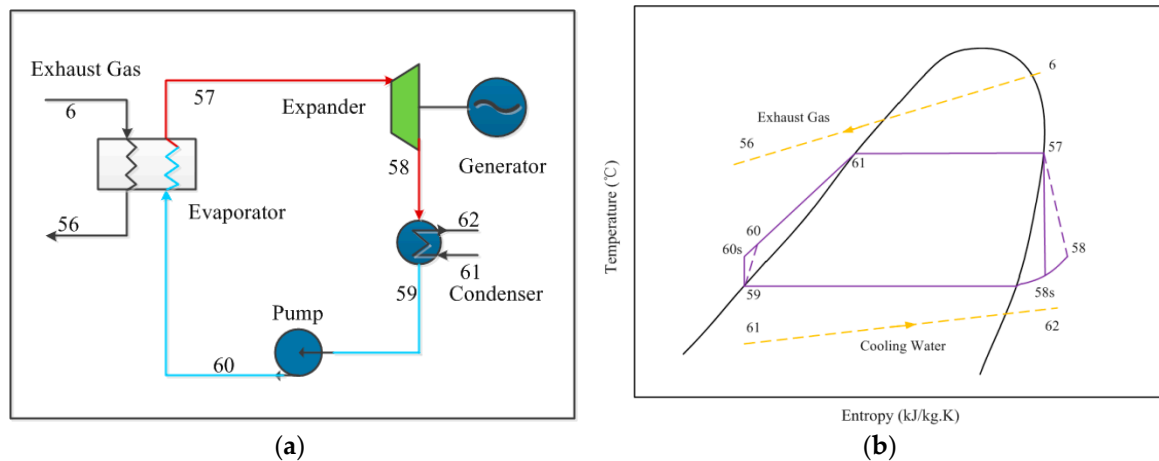 Exhaust Gas
6
57
Expander
Generator
58
Evaporator
56
62
61
59
Condenser
Pump
60
(a)
Temperature (℃)
6
Exhaust Gas
56
61
57
60
60s
58
59
58s
61
62
Cooling Water
Entropy (kJ/kg.K)
(b)